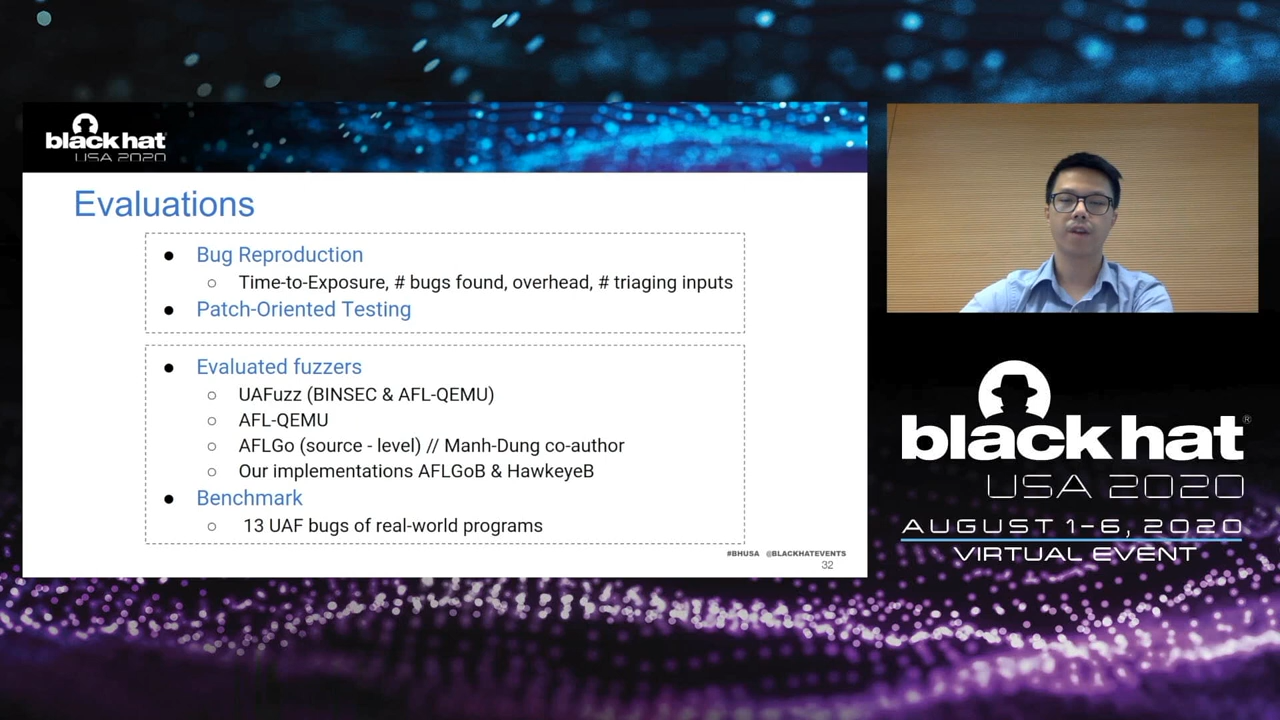 black hat
USA 2020
Evaluations
● Bug Reproduction
○ Time-to-Exposure, # bugs found, overhead, # triaging inputs
● Patch-Oriented Testing
● Evaluated fuzzers
○ UAFuzz (BINSEC & AFL-QEMU)
○ AFL-QEMU
○ AFLGo (source - level) // Manh-Dung co-author
○ Our implementations AFLGoB & HawkeyeB
● Benchmark
○ 13 UAF bugs of real-world programs
#BHUSA @BLACKHATEVENTS
32
black hat®
USA 2020
AUGUST 1-6, 2020
VIRTUAL EVENT